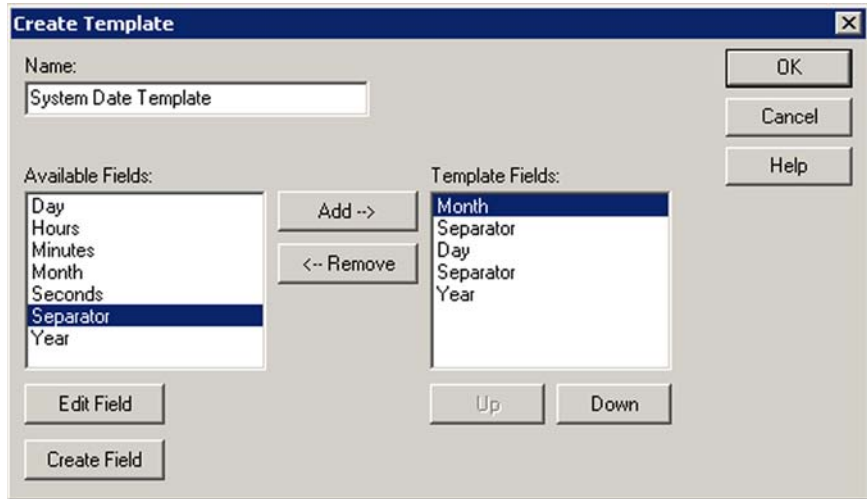 Create Template
Name:
System Date Template
OK
Cancel
Help
Available Fields:
Day
Hours
Minutes
Month
Seconds
Separator
Year
Add -->
<-- Remove
Template Fields:
Month
Separator
Day
Separator
Year
Edit Field
Create Field
Up
Down